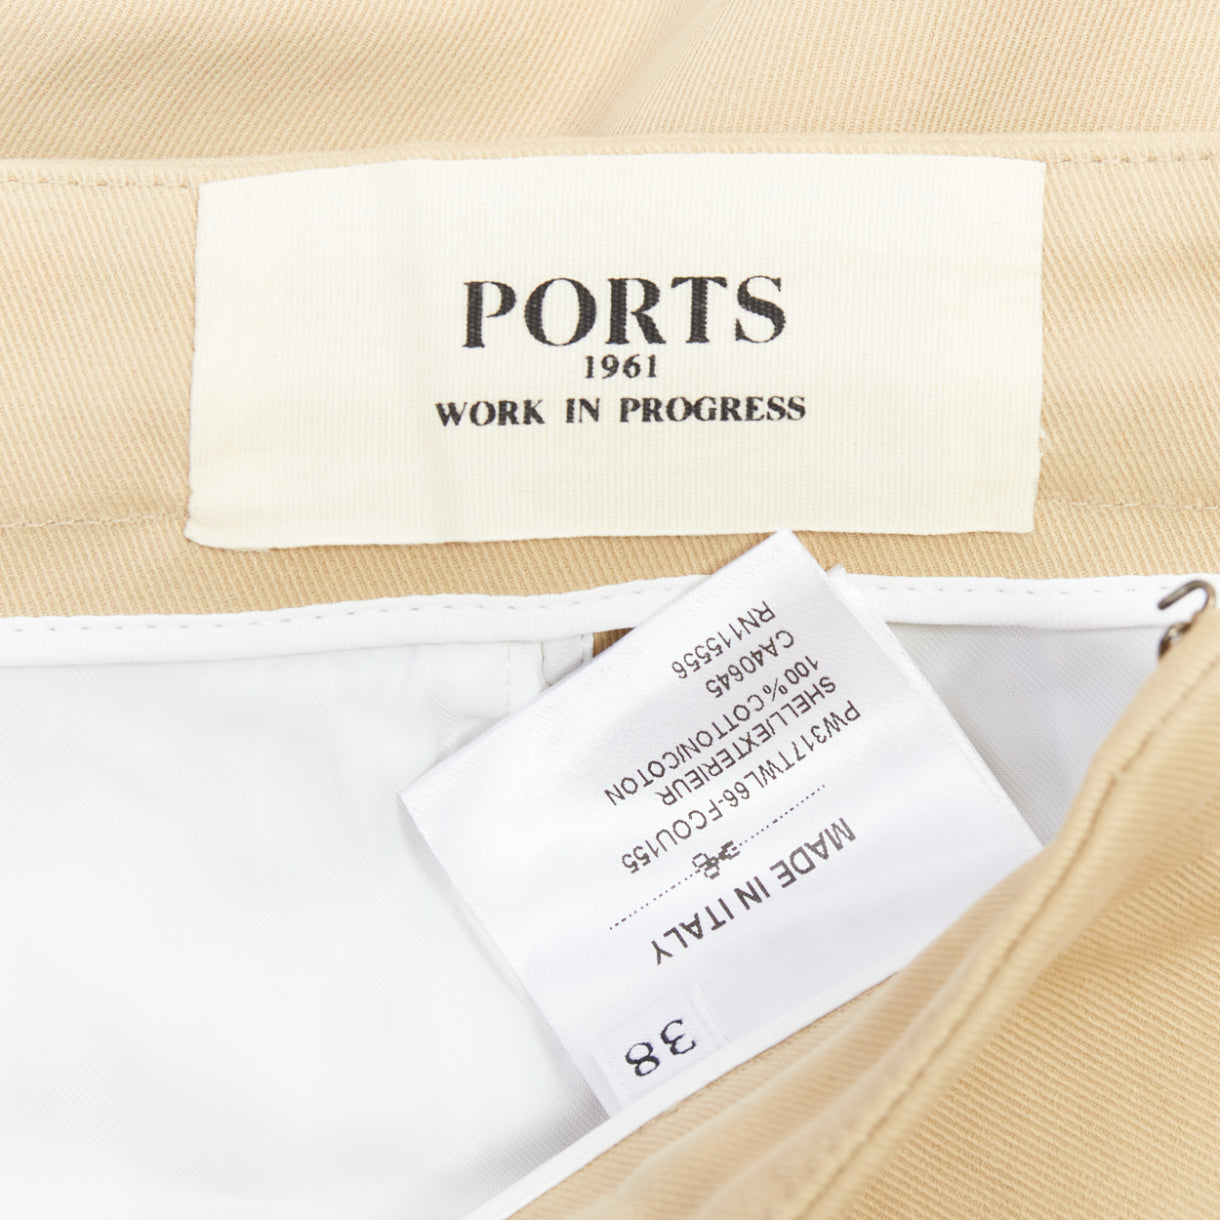 PORTS
1961
WORK IN PROGRESS
38
MADE IN ITALY
PW317TWL66-FCOU155
SHELL/EXTERIEUR
100%COTTON/COTON
CA40645
RN115556